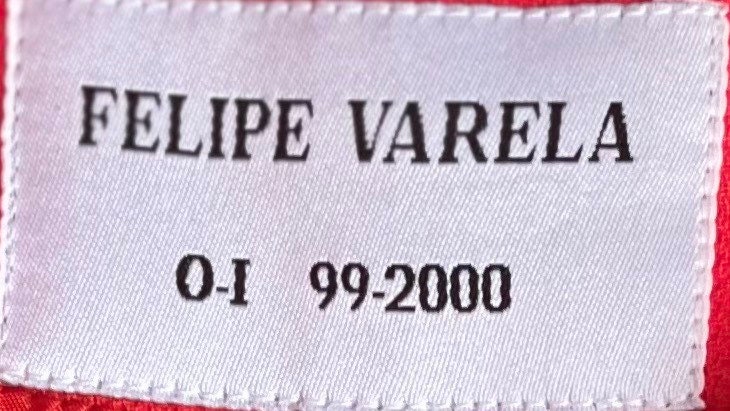 FELIPE VARELA
O-I 99-2000